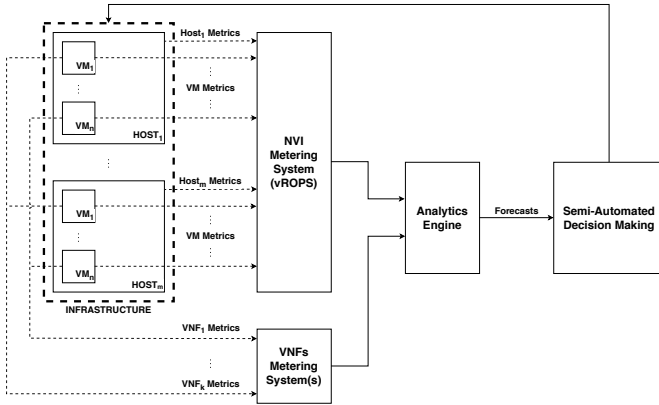 Host₁ Metrics
VM₁
⋮
VM Metrics
⋮
VMₙ
HOST₁
⋮
Hostₘ Metrics
VM₁
⋮
VM Metrics
⋮
VMₙ
HOSTₘ
INFRASTRUCTURE
NVI
Metering
System
(vROPS)
VNF₁ Metrics
⋮
VNFₖ Metrics
VNFs
Metering
System(s)
Analytics
Engine
Forecasts
Semi-Automated
Decision Making